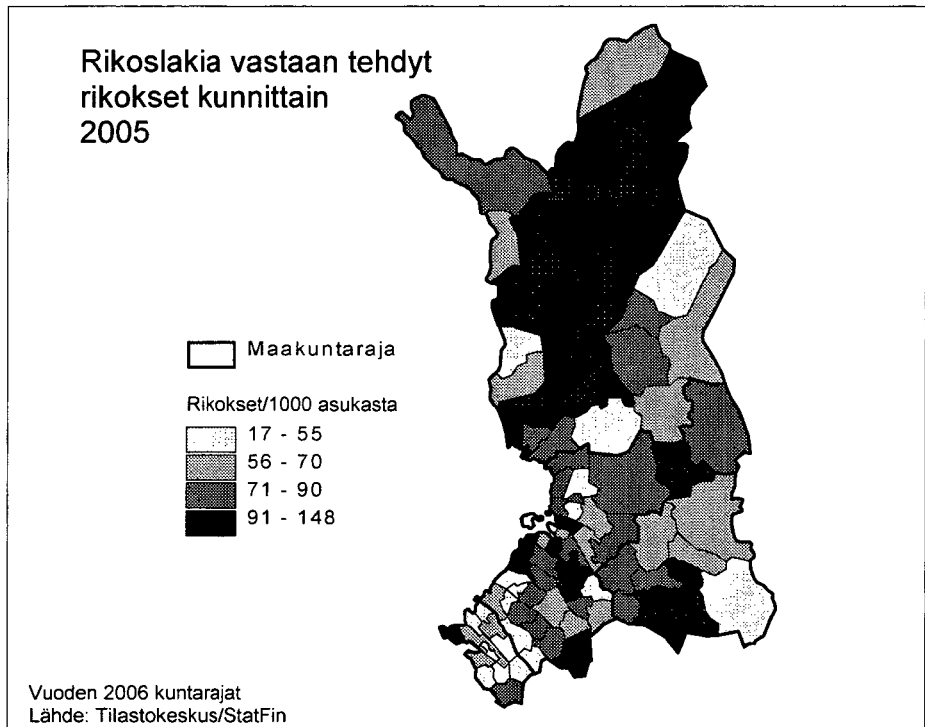 Rikoslakia vastaan tehdyt
rikokset kunnittain
2005
Maakuntaraja
Rikokset/1000 asukasta
17 - 55
56 - 70
71 - 90
91 - 148
Vuoden 2006 kuntarajat
Lähde: Tilastokeskus/StatFin